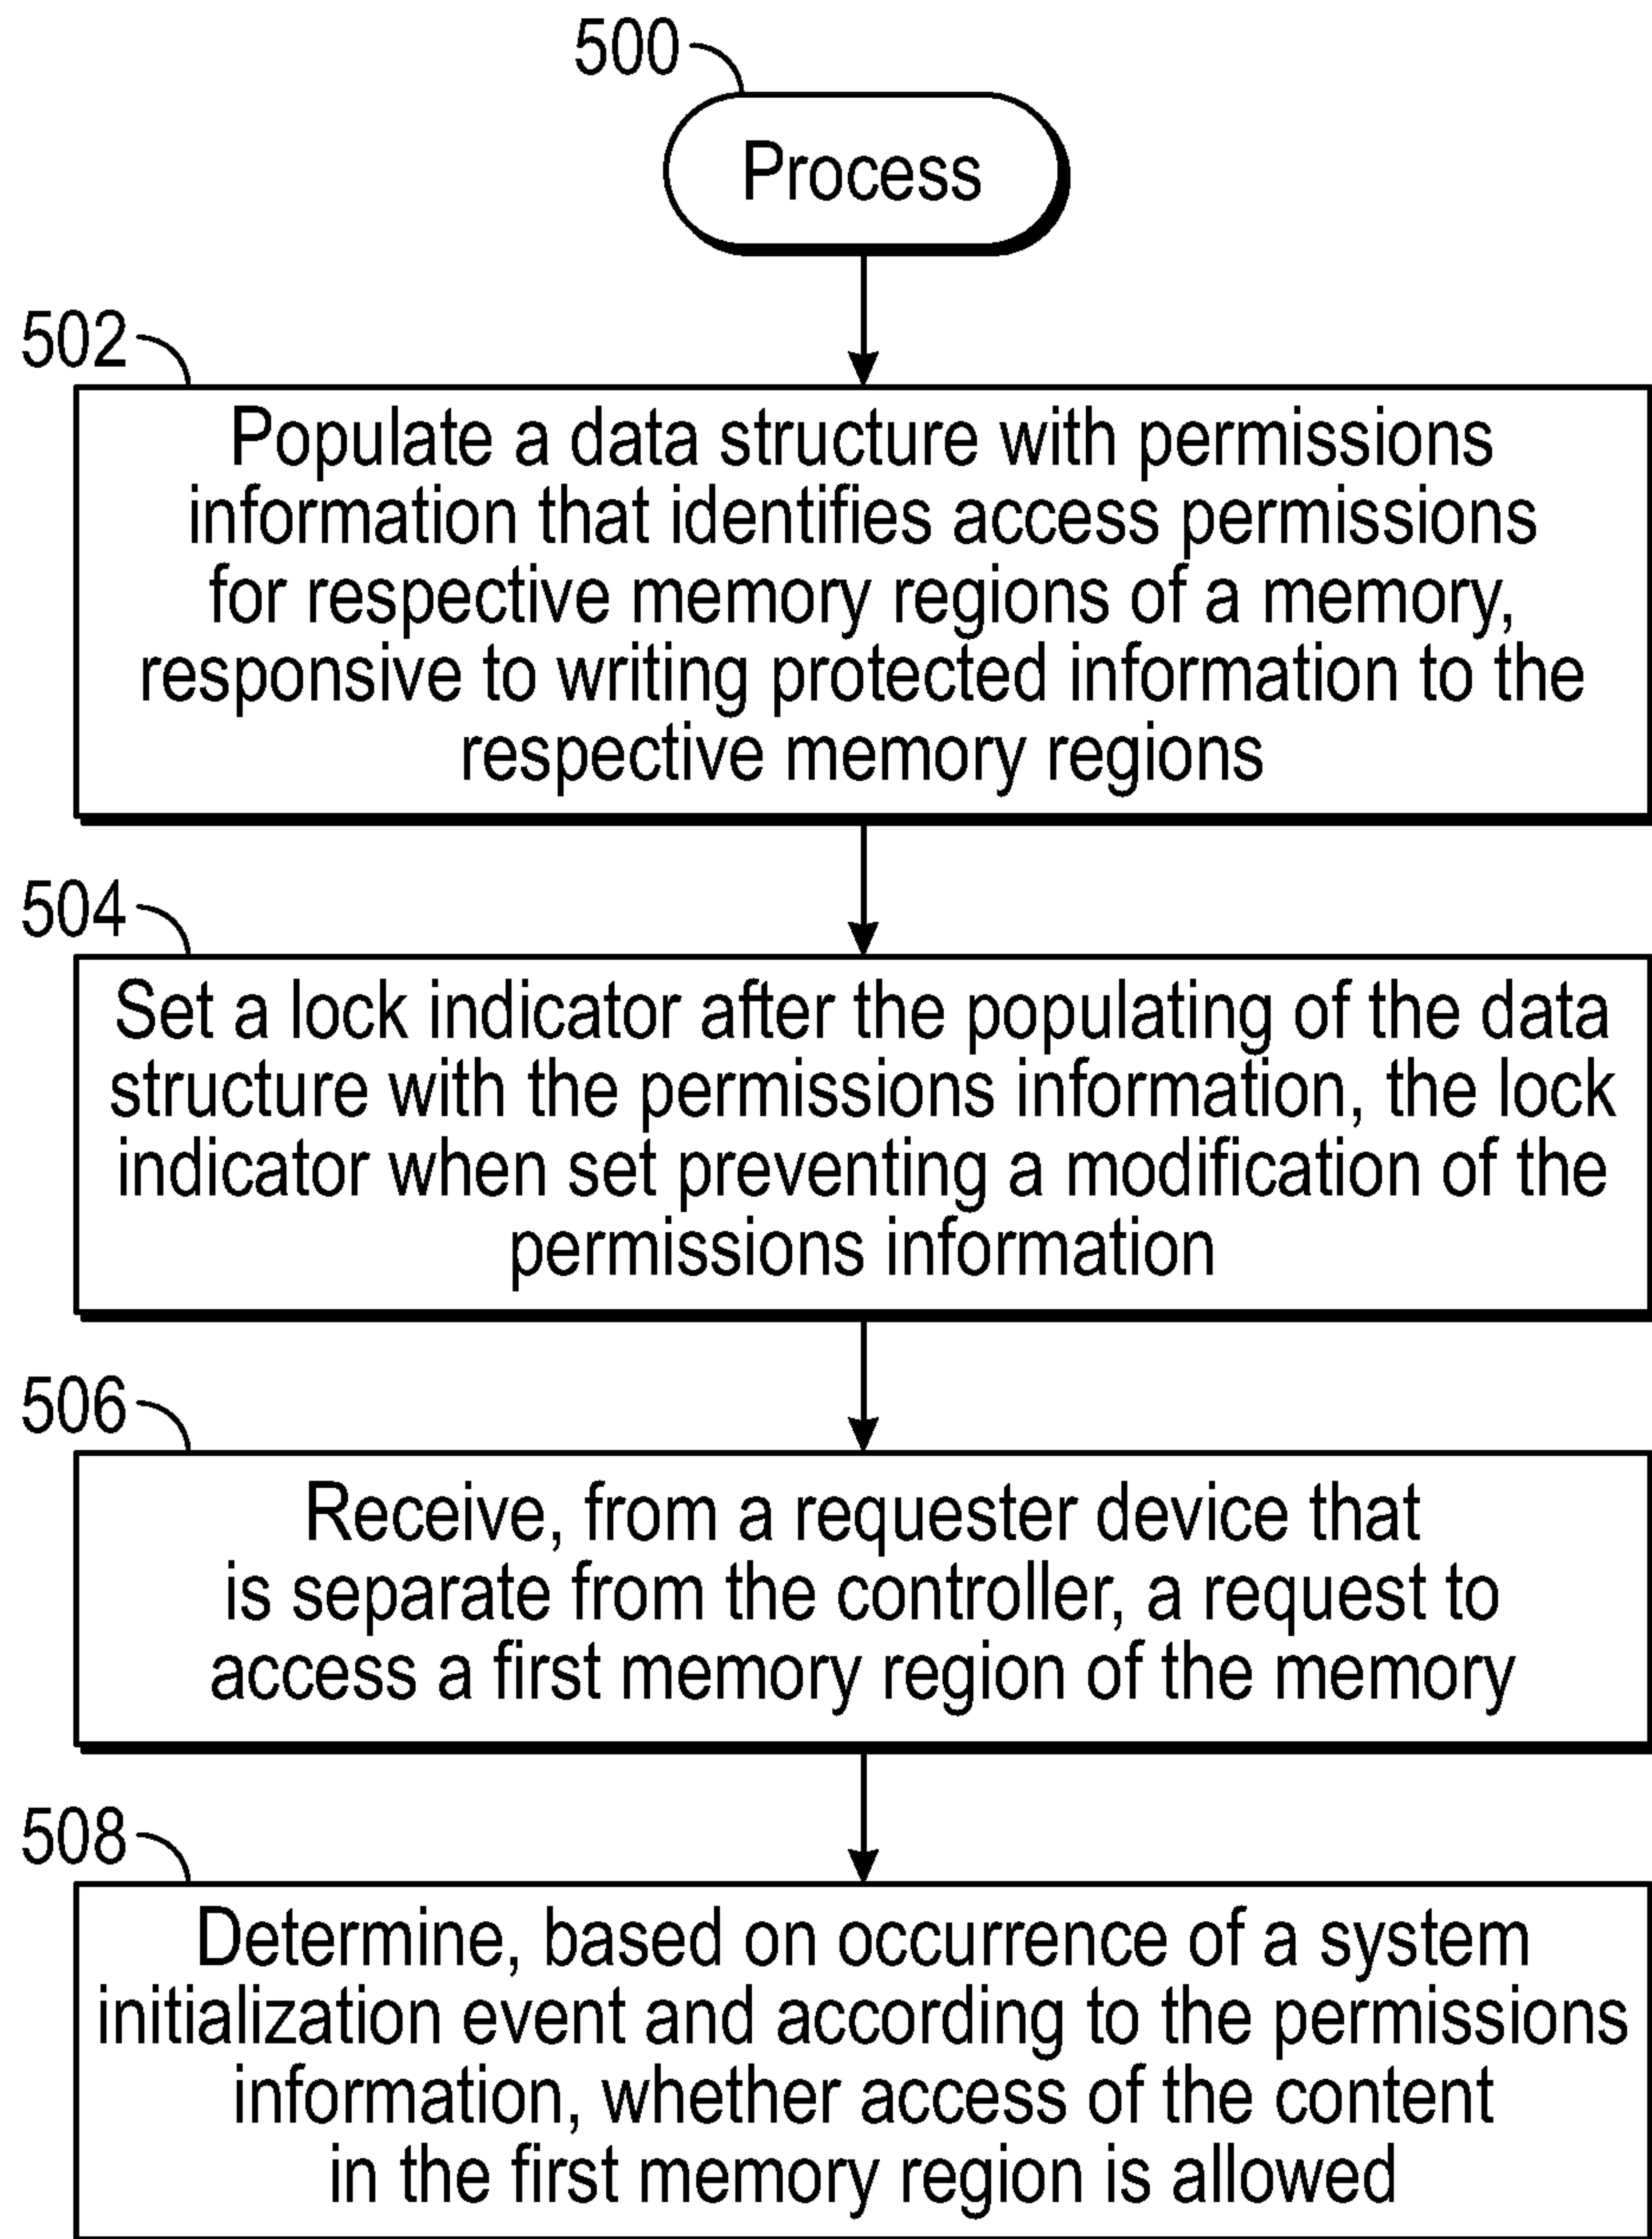 500
Process
502
Populate a data structure with permissions
information that identifies access permissions
for respective memory regions of a memory,
responsive to writing protected information to the
respective memory regions
504
Set a lock indicator after the populating of the data
structure with the permissions information, the lock
indicator when set preventing a modification of the
permissions information
506
Receive, from a requester device that
is separate from the controller, a request to
access a first memory region of the memory
508
Determine, based on occurrence of a system
initialization event and according to the permissions
information, whether access of the content
in the first memory region is allowed